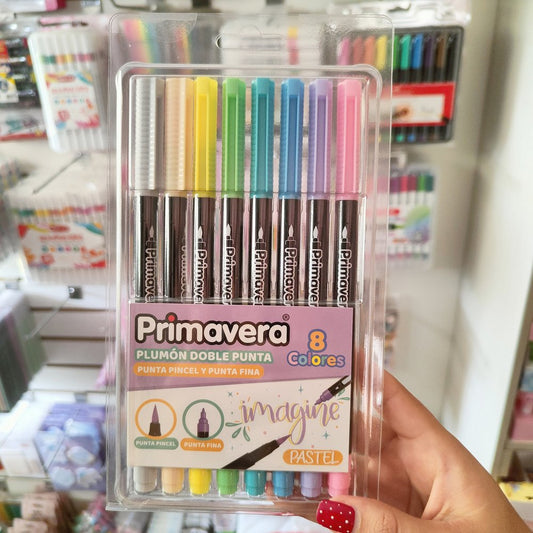 Primavera
Primavera
Primavera
Primavera
Primavera
Primavera
Primavera
Primavera
Primavera®
PLUMÓN DOBLE PUNTA
PUNTA PINCEL Y PUNTA FINA
8
Colores
imagine
PUNTA PINCEL
PUNTA FINA
PASTEL